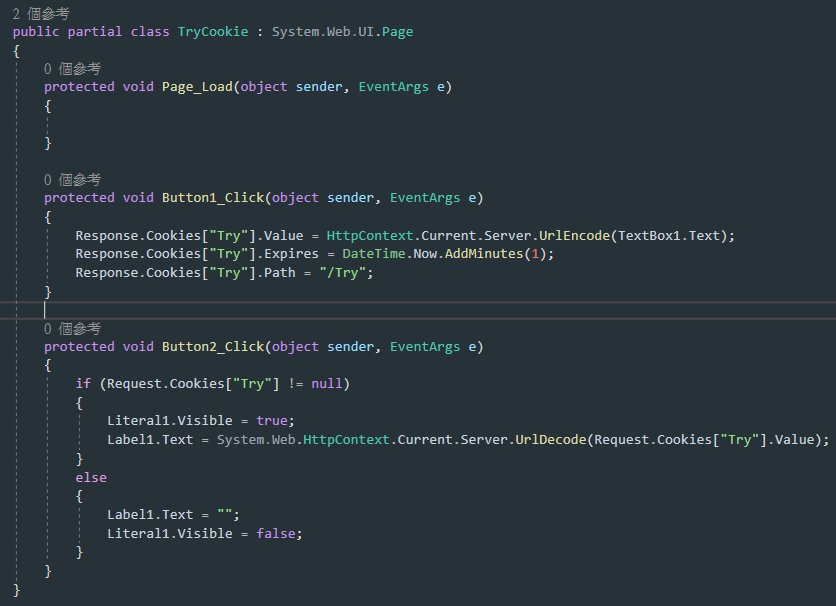 2 個參考
public partial class TryCookie : System.Web.UI.Page
{
0 個參考
protected void Page_Load(object sender, EventArgs e)
{
}
0 個參考
protected void Button1_Click(object sender, EventArgs e)
{
Response.Cookies["Try"].Value = HttpContext.Current.Server.UrlEncode(TextBox1.Text);
Response.Cookies["Try"].Expires = DateTime.Now.AddMinutes(1);
Response.Cookies["Try"].Path = "/Try";
}
0 個參考
protected void Button2_Click(object sender, EventArgs e)
{
if (Request.Cookies["Try"] != null)
{
Literal1.Visible = true;
Label1.Text = System.Web.HttpContext.Current.Server.UrlDecode(Request.Cookies["Try"].Value);
}
else
{
Label1.Text = "";
Literal1.Visible = false;
}
}
}